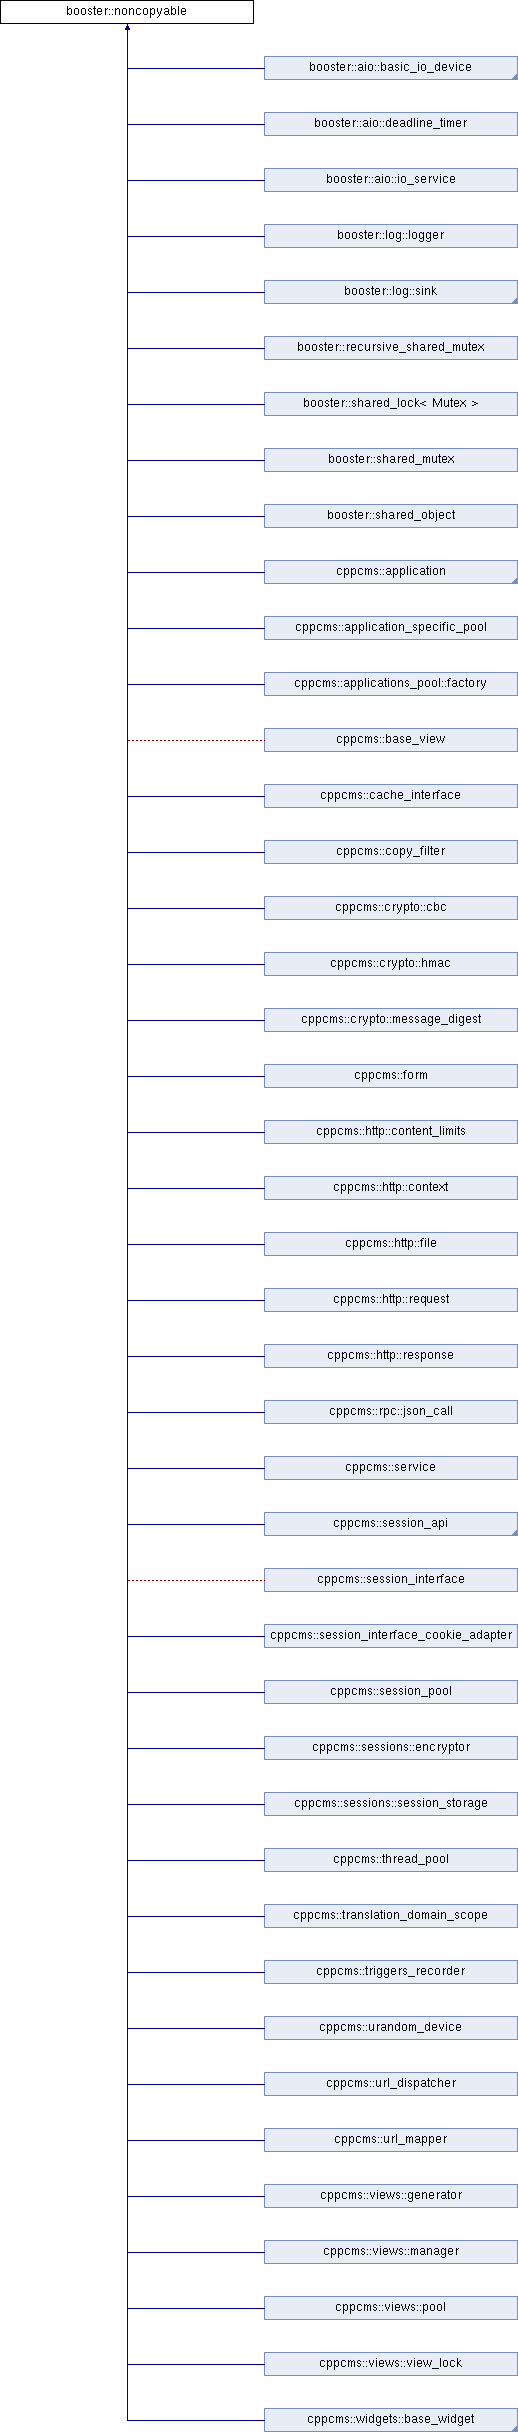 booster::noncopyable
booster::aio::basic_io_device
booster::aio::deadline_timer
booster::aio::io_service
booster::log::logger
booster::log::sink
booster::recursive_shared_mutex
booster::shared_lock< Mutex >
booster::shared_mutex
booster::shared_object
cppcms::application
cppcms::application_specific_pool
cppcms::applications_pool::factory
cppcms::base_view
cppcms::cache_interface
cppcms::copy_filter
cppcms::crypto::cbc
cppcms::crypto::hmac
cppcms::crypto::message_digest
cppcms::form
cppcms::http::content_limits
cppcms::http::context
cppcms::http::file
cppcms::http::request
cppcms::http::response
cppcms::rpc::json_call
cppcms::service
cppcms::session_api
cppcms::session_interface
cppcms::session_interface_cookie_adapter
cppcms::session_pool
cppcms::sessions::encryptor
cppcms::sessions::session_storage
cppcms::thread_pool
cppcms::translation_domain_scope
cppcms::triggers_recorder
cppcms::urandom_device
cppcms::url_dispatcher
cppcms::url_mapper
cppcms::views::generator
cppcms::views::manager
cppcms::views::pool
cppcms::views::view_lock
cppcms::widgets::base_widget